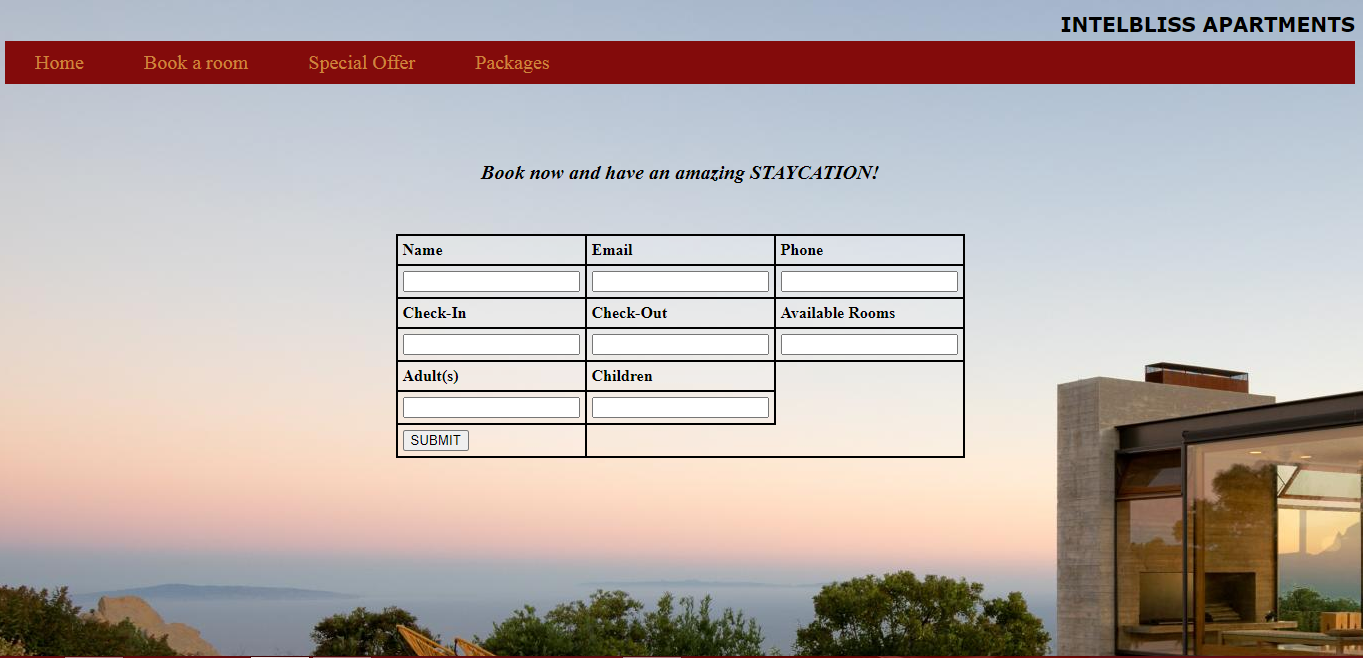 INTELBLISS APARTMENTS
Home Book a room Special Offer Packages
Book now and have an amazing STAYCATION!
Name Email Phone
Check-In Check-Out Available Rooms
Adult(s) Children
SUBMIT